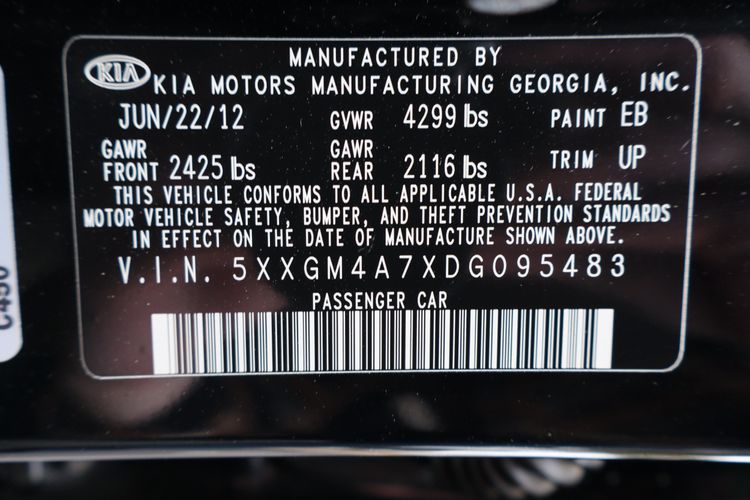 MANUFACTURED BY
KIA KIA MOTORS MANUFACTURING GEORGIA, INC.
JUN/22/12 GVWR 4299 lbs PAINT EB
GAWR FRONT 2425 lbs GAWR REAR 2116 lbs TRIM UP
THIS VEHICLE CONFORMS TO ALL APPLICABLE U.S.A. FEDERAL
MOTOR VEHICLE SAFETY, BUMPER, AND THEFT PREVENTION STANDARDS
IN EFFECT ON THE DATE OF MANUFACTURE SHOWN ABOVE.
V.I.N. 5XXGM4A7XDG095483
PASSENGER CAR